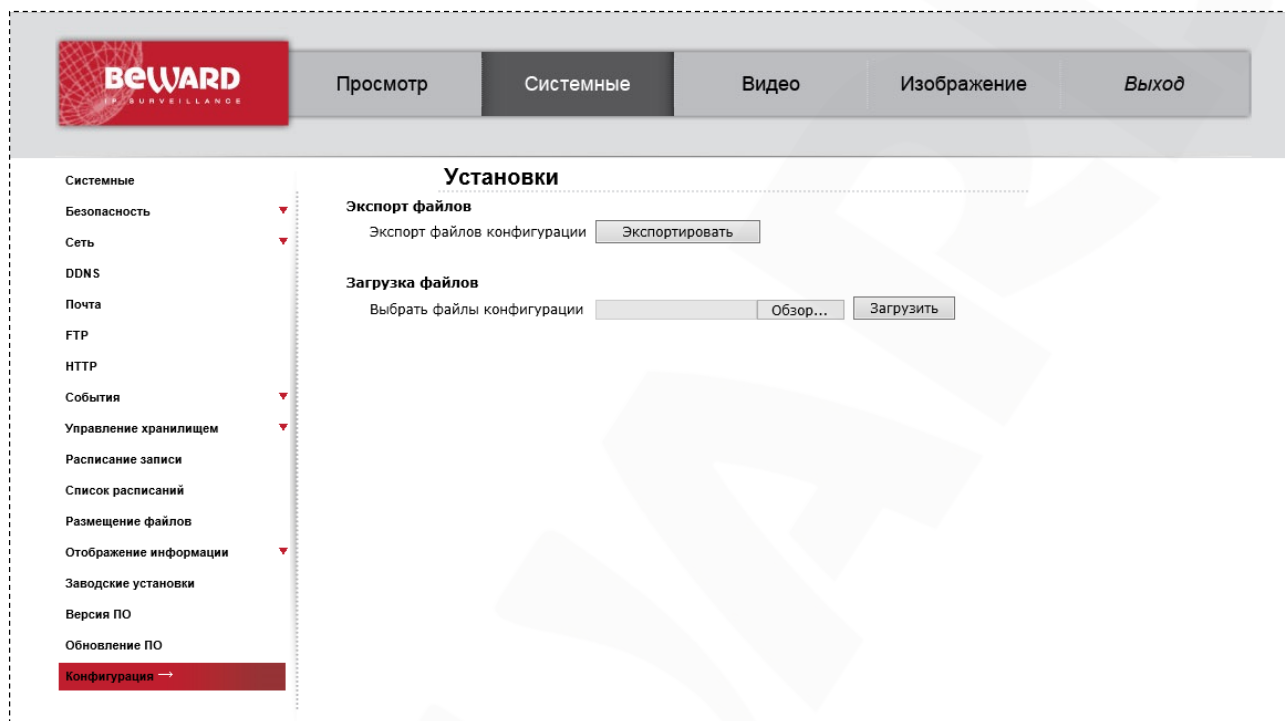 BEWARD
IP SURVEILLANCE
Просмотр
Системные
Видео
Изображение
Выход
Системные
Безопасность
Сеть
DDNS
Почта
FTP
HTTP
События
Управление хранилищем
Расписание записи
Список расписаний
Размещение файлов
Отображение информации
Заводские установки
Версия ПО
Обновление ПО
Конфигурация →
Установки
Экспорт файлов
Экспорт файлов конфигурации Экспортировать
Загрузка файлов
Выбрать файлы конфигурации Обзор... Загрузить